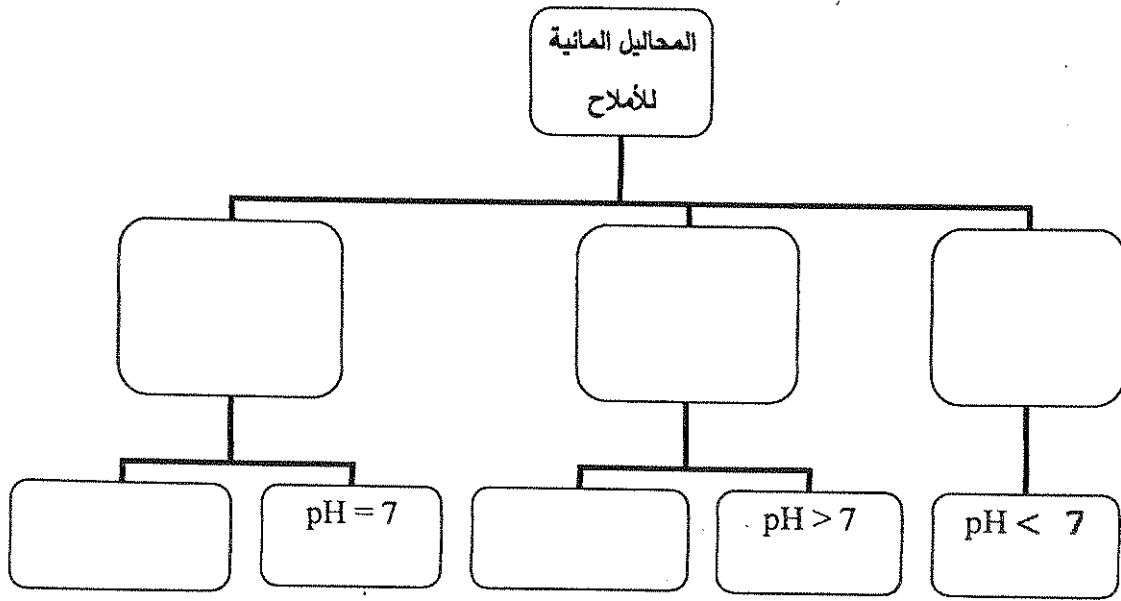 المحاليل المائية
للأملاح
pH = 7
pH > 7
pH < 7